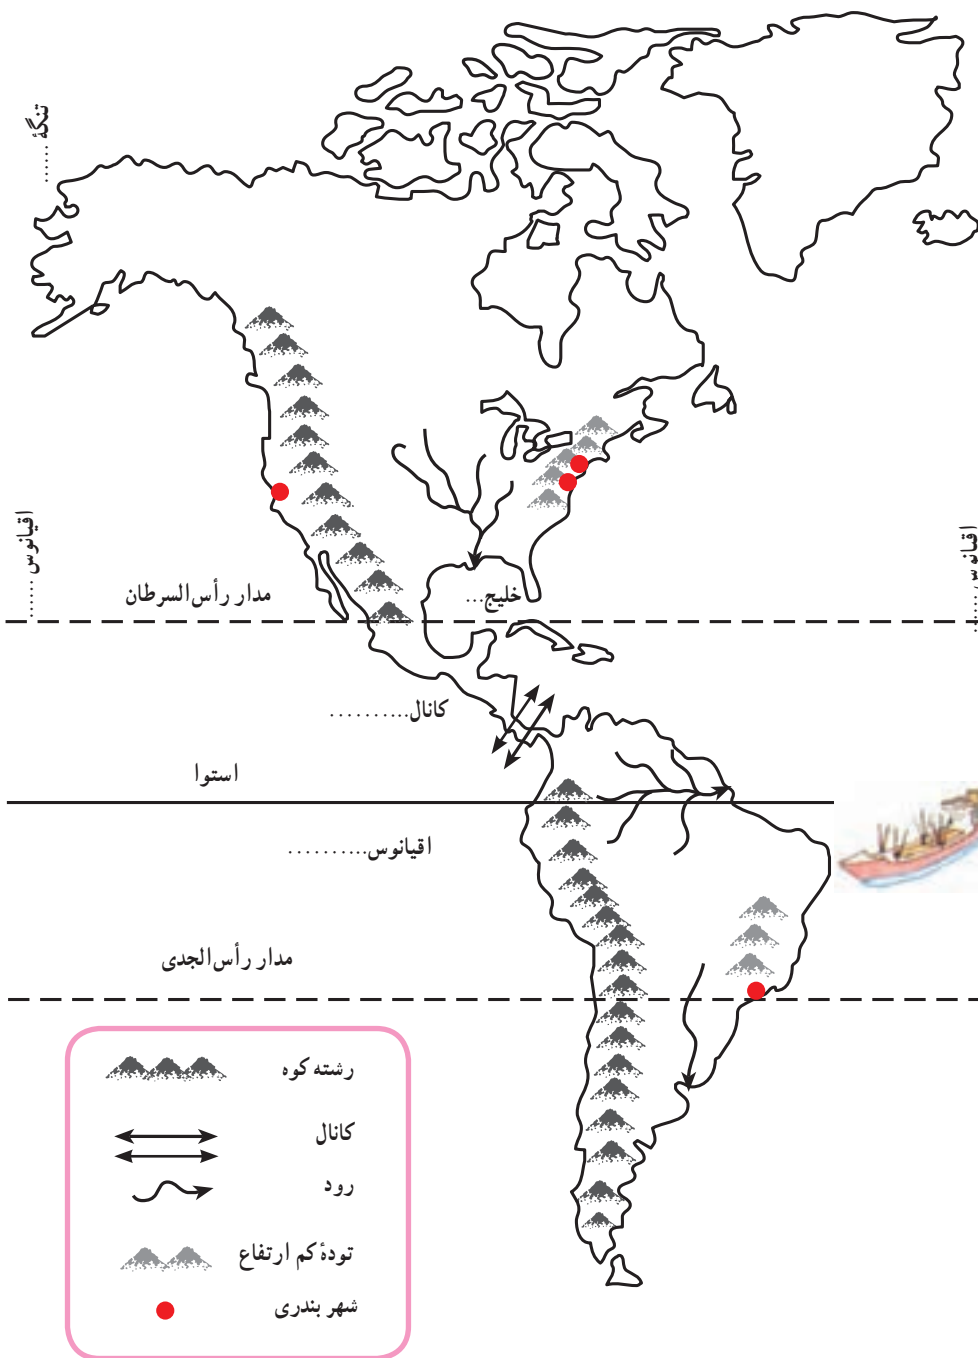 تنگهٔ ......
اقیانوس ......
اقیانوس ......
مدار رأس‌السرطان
خلیج...
کانال..........
استوا
اقیانوس..........
مدار رأس‌الجدی
رشته کوه
کانال
رود
تودهٔ کم ارتفاع
شهر بندری